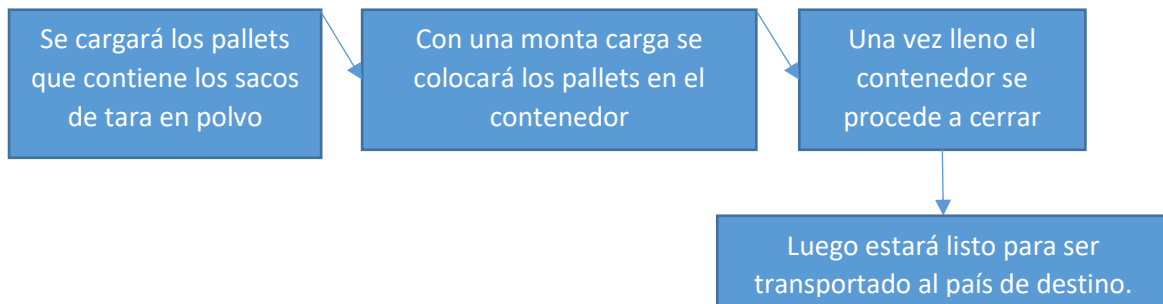 Se cargará los pallets
que contiene los sacos
de tara en polvo
Con una monta carga se
colocará los pallets en el
contenedor
Una vez lleno el
contenedor se
procede a cerrar
Luego estará listo para ser
transportado al país de destino.